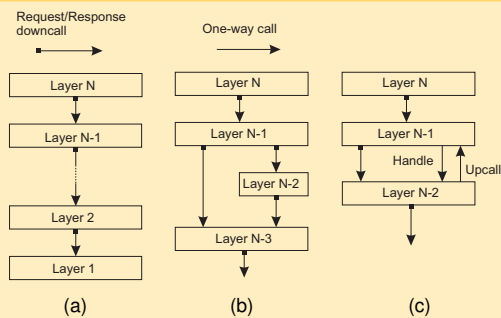 Request/Response
downcall
One-way call
Layer N
Layer N-1
Layer 2
Layer 1
(a)
Layer N
Layer N-1
Layer N-2
Layer N-3
(b)
Layer N
Layer N-1
Handle
Upcall
Layer N-2
(c)